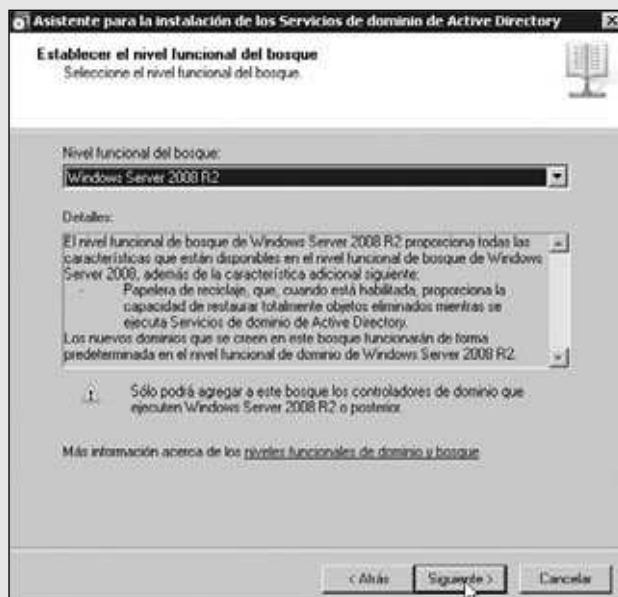 Asistente para la instalación de los Servicios de dominio de Active Directory
Establecer el nivel funcional del bosque
Seleccione el nivel funcional del bosque.
Nivel funcional del bosque:
Windows Server 2008 R2
Detalles:
El nivel funcional de bosque de Windows Server 2008 R2 proporciona todas las
características que están disponibles en el nivel funcional de bosque de Windows
Server 2008, además de la característica adicional siguiente:
- Papelera de reciclaje, que, cuando está habilitada, proporciona la
capacidad de restaurar totalmente objetos eliminados mientras se
ejecuta Servicios de dominio de Active Directory.
Los nuevos dominios que se creen en este bosque funcionarán de forma
predeterminada en el nivel funcional de dominio de Windows Server 2008 R2.
Sólo podrá agregar a este bosque los controladores de dominio que
ejecuten Windows Server 2008 R2 o posterior.
Más información acerca de los niveles funcionales de dominio y bosque
< Atrás
Siguiente >
Cancelar